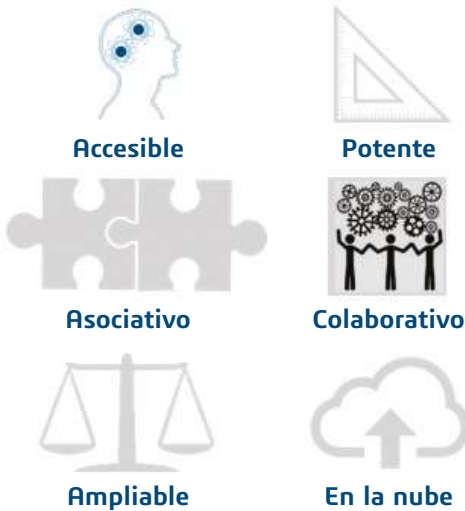 Accesible
Potente
Asociativo
Colaborativo
Ampliable
En la nube